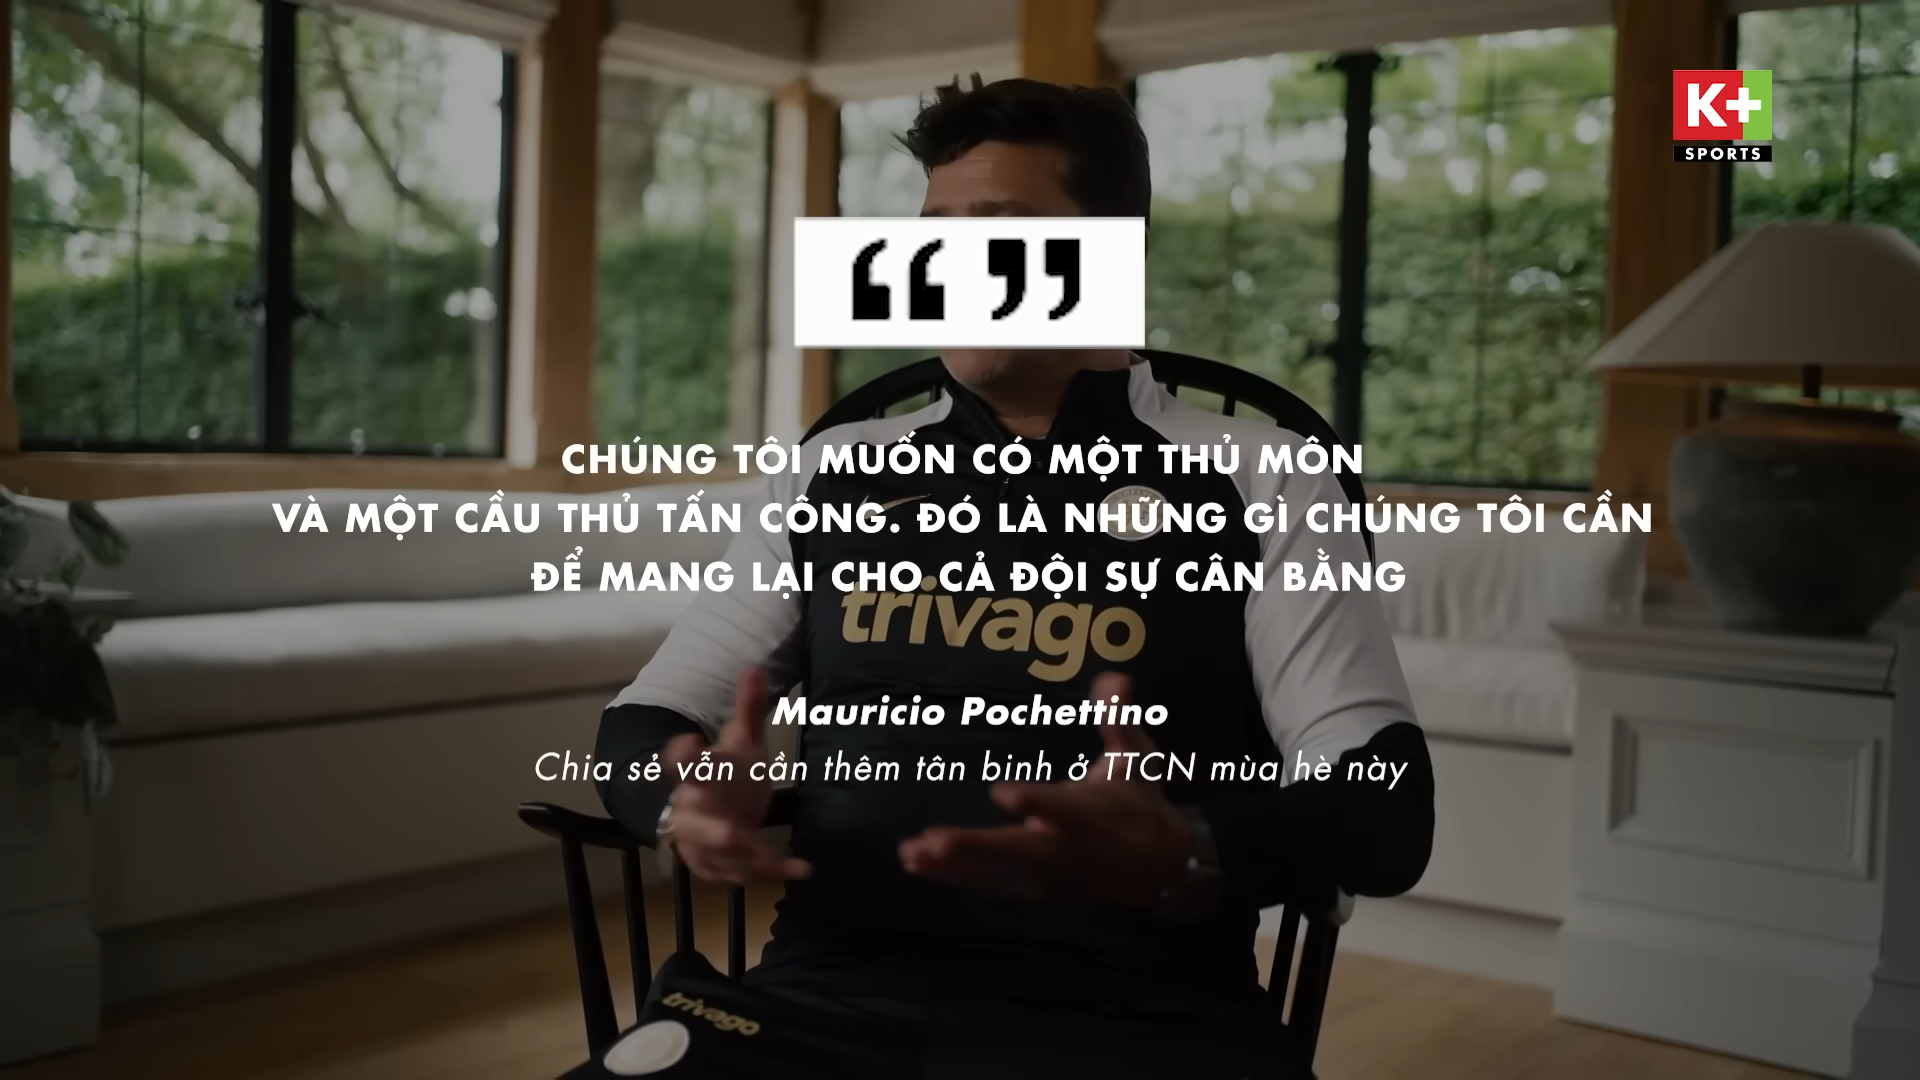 K+
SPORTS
“ ”
CHÚNG TÔI MUỐN CÓ MỘT THỦ MÔN
VÀ MỘT CẦU THỦ TẤN CÔNG. ĐÓ LÀ NHỮNG GÌ CHÚNG TÔI CẦN
ĐỂ MANG LẠI CHO CẢ ĐỘI SỰ CÂN BẰNG
trivago
Mauricio Pochettino
Chia sẻ vẫn cần thêm tân binh ở TTCN mùa hè này
trivago